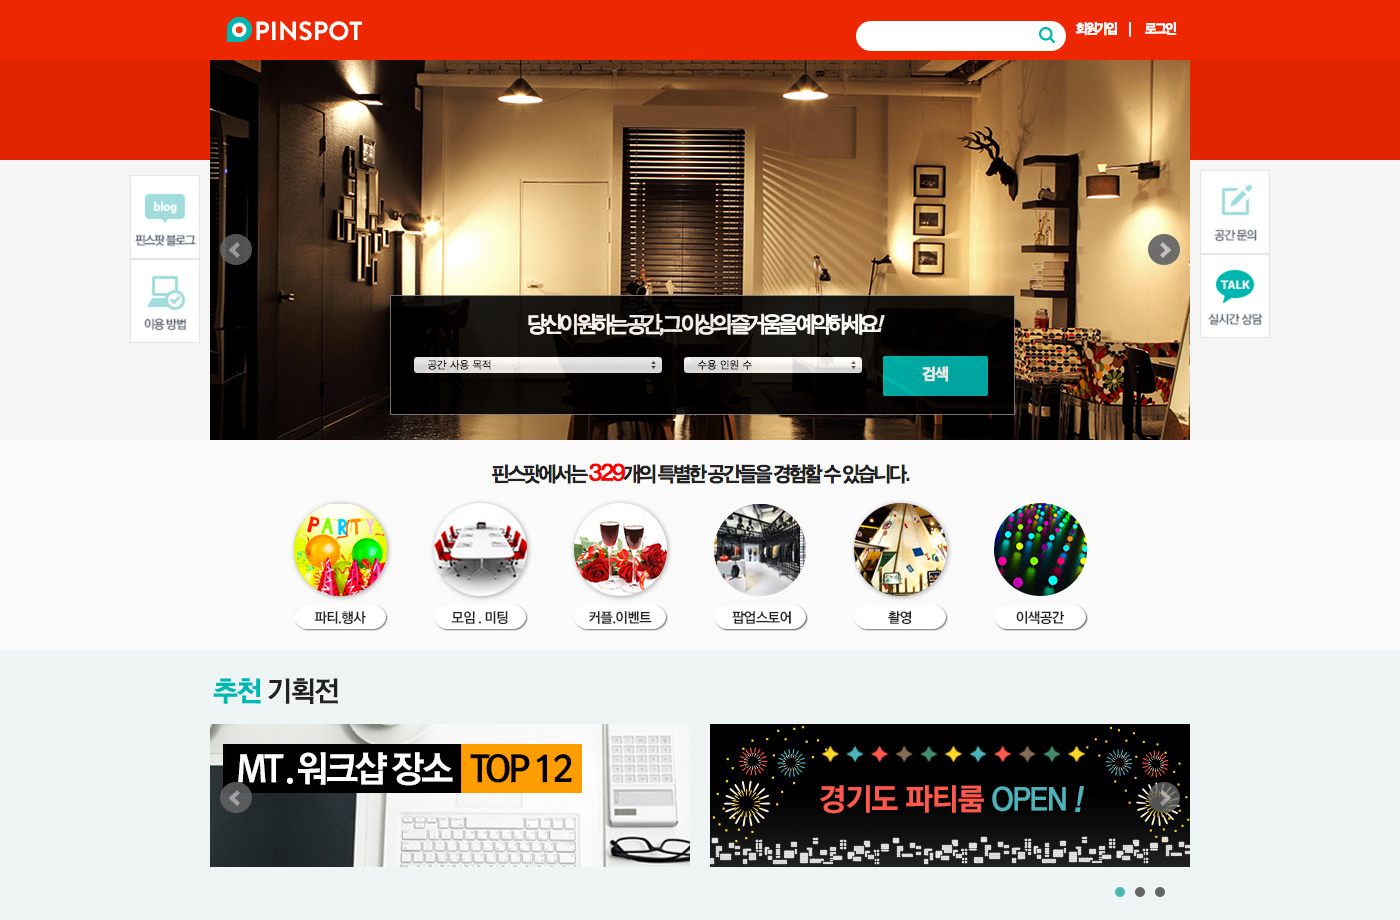 PINSPOT
회원가입 | 로그인
blog
핀스팟 블로그
이용 방법
공간 문의
TALK
실시간 상담
당신이 원하는 공간, 그 이상의 즐거움을 예약하세요!
공간 사용 목적
수용 인원 수
검색
핀스팟에서는 329개의 특별한 공간들을 경험할 수 있습니다.
PARTY
파티.행사
모임 . 미팅
커플.이벤트
팝업스토어
촬영
이색공간
추천 기획전
MT . 워크샵 장소 TOP 12
경기도 파티룸 OPEN !